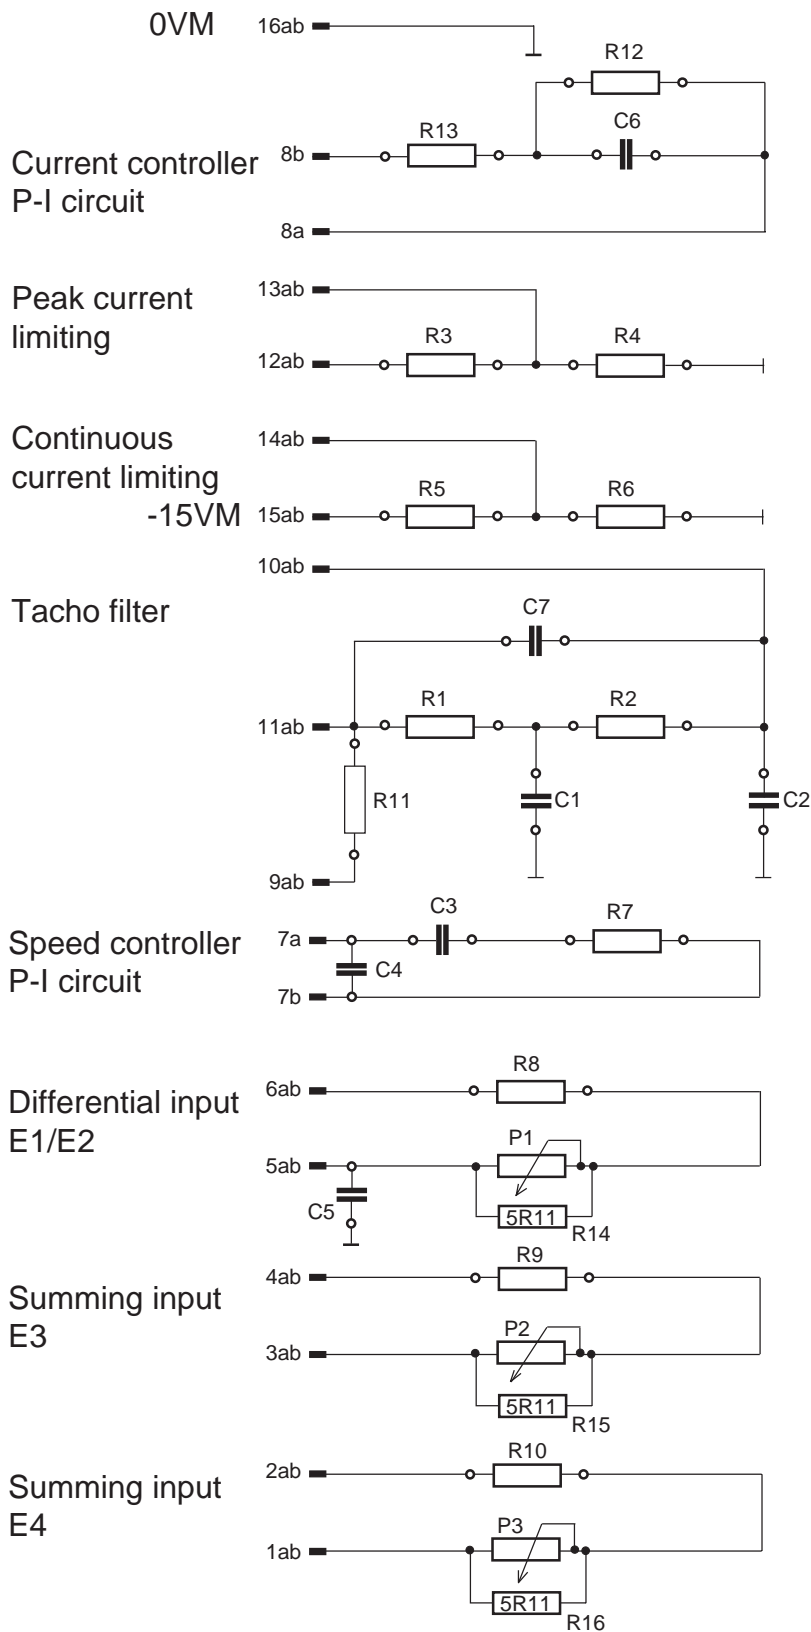 0VM 16ab
R12
C6
R13
8b
Current controller
P-I circuit
8a
13ab
Peak current
limiting
R3 R4
12ab
Continuous
14ab
current limiting
R5 R6
-15VM 15ab
10ab
Tacho filter
C7
R1 R2
11ab
R11 C1 C2
9ab
C3 R7
Speed controller
7a
C4
P-I circuit
7b
R8
6ab
Differential input
E1/E2
P1
5ab
C5 5R11 R14
R9
4ab
Summing input
E3
P2
3ab
5R11
R15
R10
2ab
Summing input
E4
P3
1ab
5R11
R16